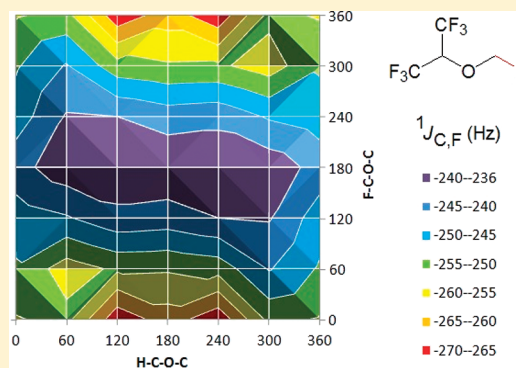 360
300
240
180
120
60
0
0 60 120 180 240 300 360
H-C-O-C
F-C-O-C
CF₃
F₃C
O
¹J_C,F (Hz)
-240--236
-245--240
-250--245
-255--250
-260--255
-265--260
-270--265